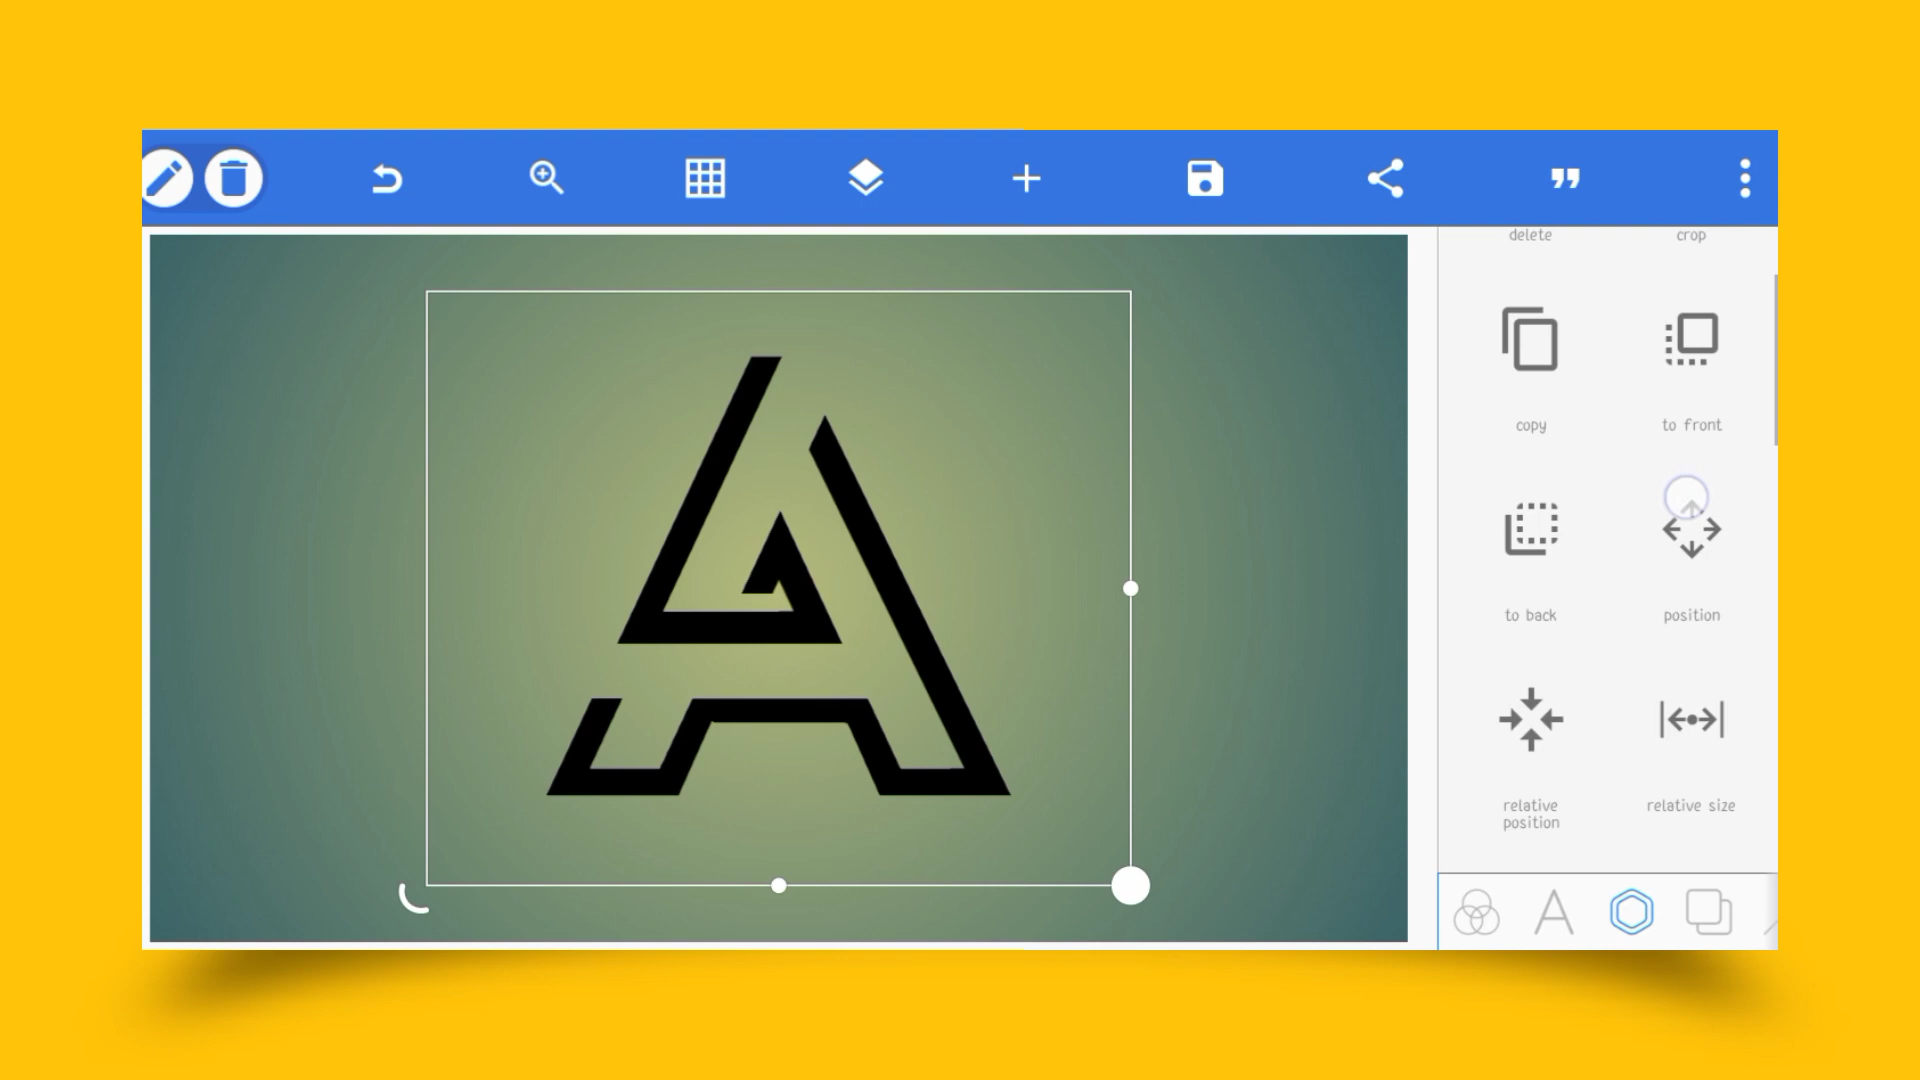 delete
crop
copy
to front
to back
position
relative
position
relative size
A